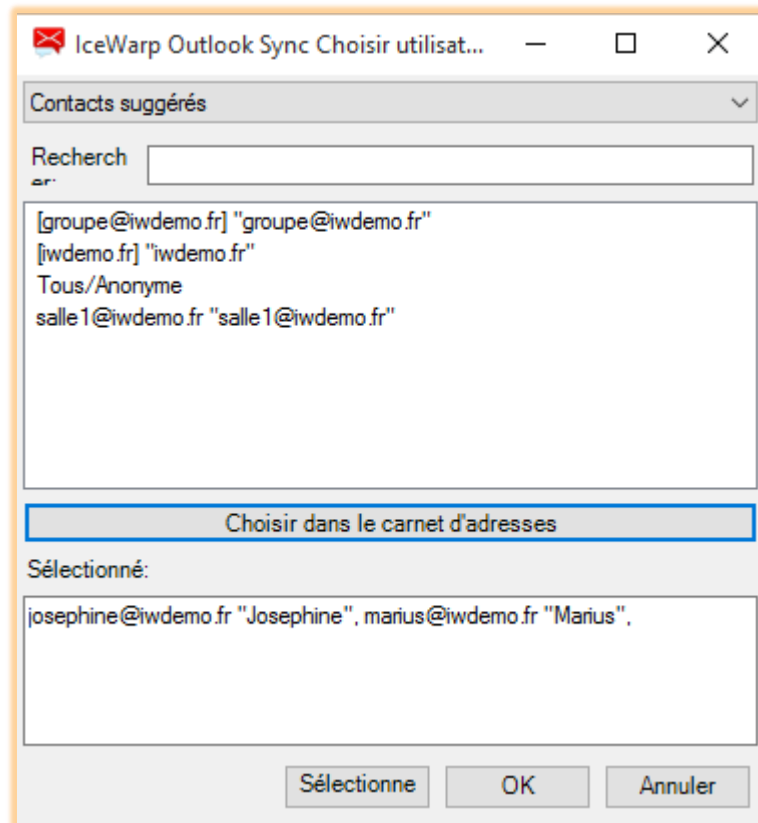 IceWarp Outlook Sync Choisir utilisat...
Contacts suggérés
Recherch
er:
[groupe@iwdemo.fr] "groupe@iwdemo.fr"
[iwdemo.fr] "iwdemo.fr"
Tous/Anonyme
salle1@iwdemo.fr "salle1@iwdemo.fr"
Choisir dans le carnet d'adresses
Sélectionné:
josephine@iwdemo.fr "Josephine", marius@iwdemo.fr "Marius",
Sélectionne OK Annuler